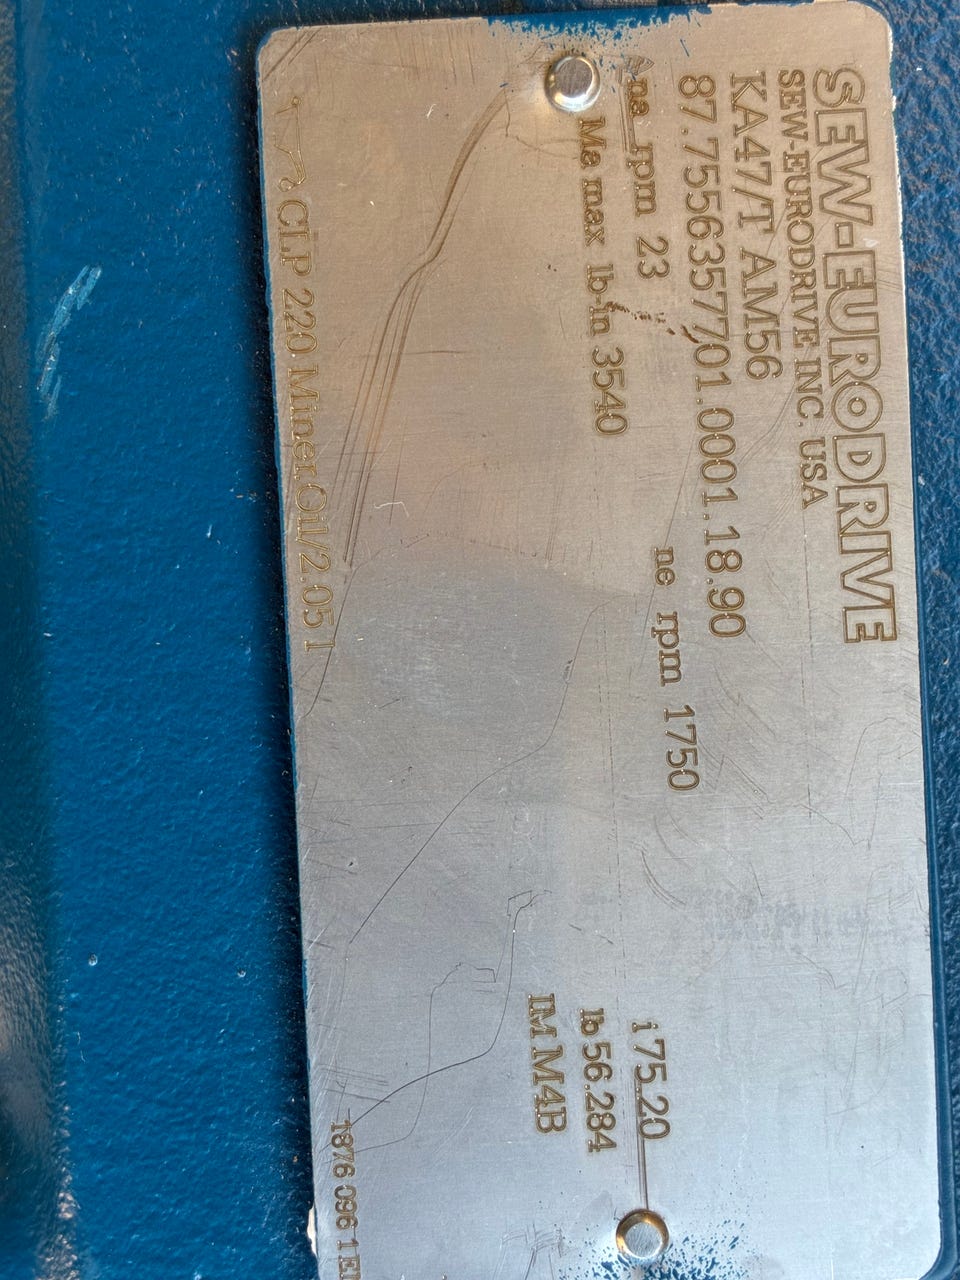 SEW-EURODRIVE
SEW-EURODRIVE INC. USA
KA47/T AM56
87.7556357701.0001.18.90
na rpm 23 ne rpm 1750 i 75.20
Ma max lb-in 3540 lb 56.284
IM M4B
CLP 220 Miner.Oil/2.05 l
1876 096 1 EN